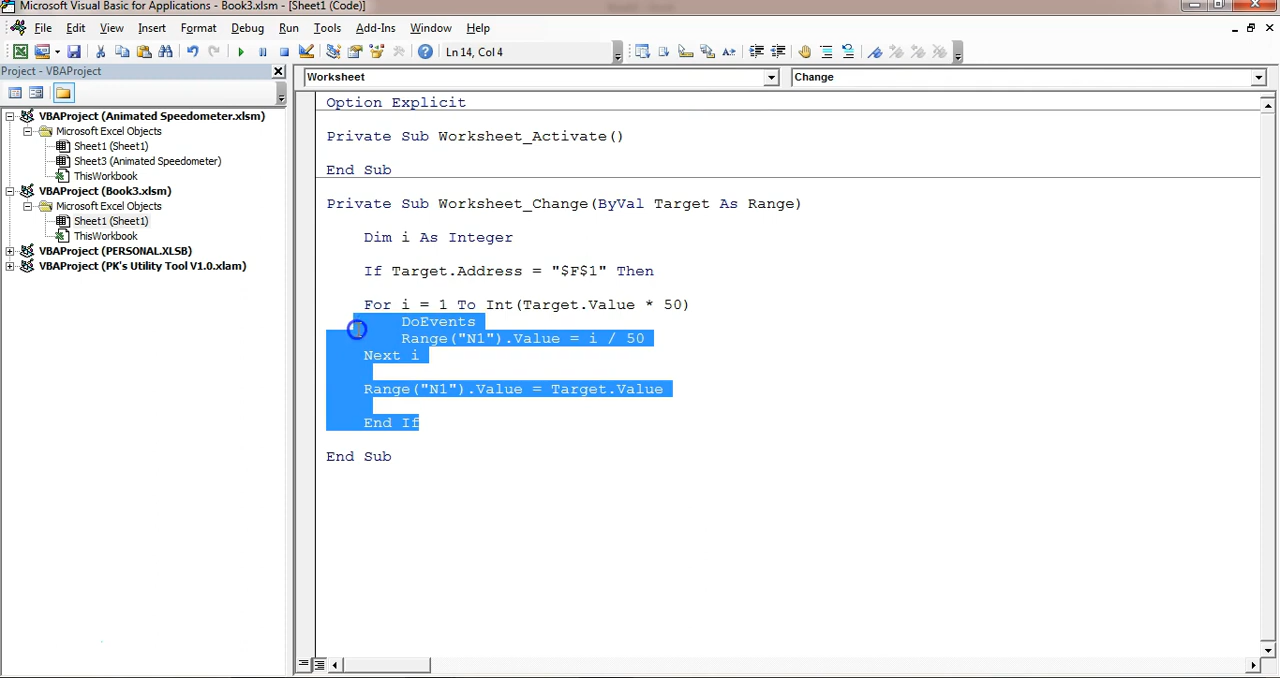 Microsoft Visual Basic for Applications - Book3.xlsm - [Sheet1 (Code)]
File Edit View Insert Format Debug Run Tools Add-Ins Window Help
Ln 14, Col 4
Project - VBAProject
VBAProject (Animated Speedometer.xlsm)
Microsoft Excel Objects
Sheet1 (Sheet1)
Sheet3 (Animated Speedometer)
ThisWorkbook
VBAProject (Book3.xlsm)
Microsoft Excel Objects
Sheet1 (Sheet1)
ThisWorkbook
VBAProject (PERSONAL.XLSB)
VBAProject (PK's Utility Tool V1.0.xlam)
Worksheet
Change
Option Explicit
Private Sub Worksheet_Activate()
End Sub
Private Sub Worksheet_Change(ByVal Target As Range)
Dim i As Integer
If Target.Address = "$F$1" Then
For i = 1 To Int(Target.Value * 50)
DoEvents
Range("N1").Value = i / 50
Next i
Range("N1").Value = Target.Value
End If
End Sub